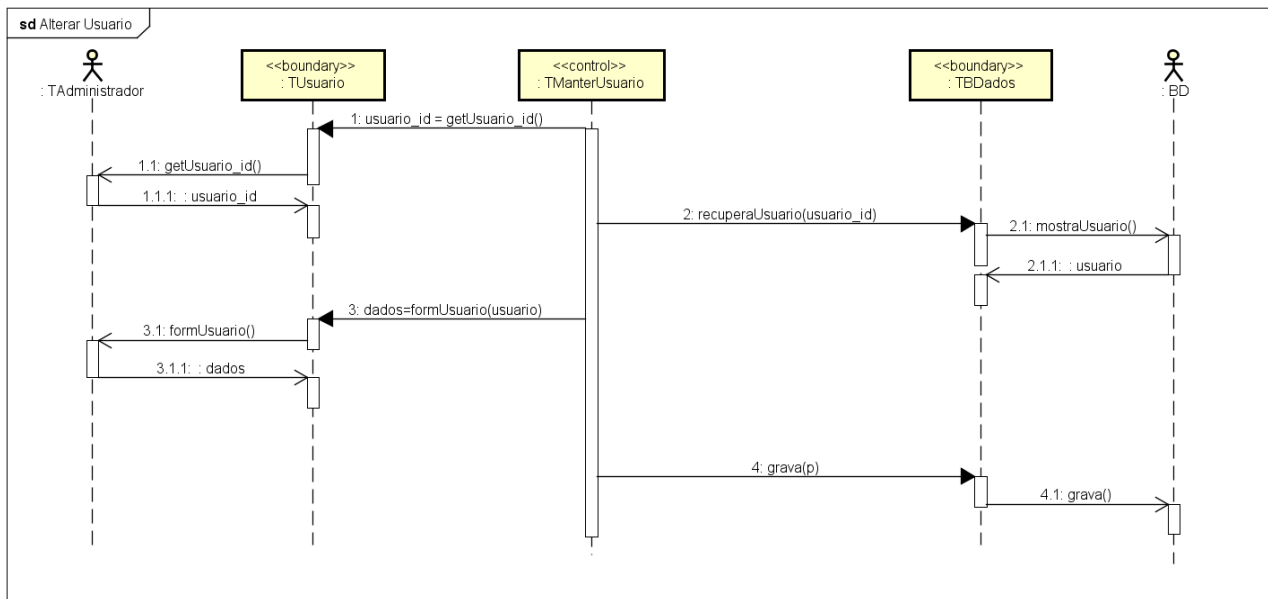 sd Alterar Usuario
<<boundary>>
: TUsuario
<<control>>
: TManterUsuario
<<boundary>>
: TBDados
: TAdministrador
: BD
1: usuario_id = getUsuario_id()
1.1: getUsuario_id()
1.1.1: : usuario_id
2: recuperaUsuario(usuario_id)
2.1: mostraUsuario()
2.1.1: : usuario
3: dados=formUsuario(usuario)
3.1: formUsuario()
3.1.1: : dados
4: grava(p)
4.1: grava()